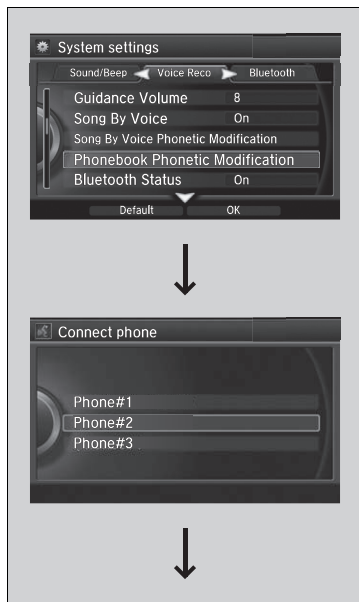 System settings
Sound/Beep Voice Reco Bluetooth
Guidance Volume 8
Song By Voice On
Song By Voice Phonetic Modification
Phonebook Phonetic Modification
Bluetooth Status On
Default OK
Connect phone
Phone#1
Phone#2
Phone#3